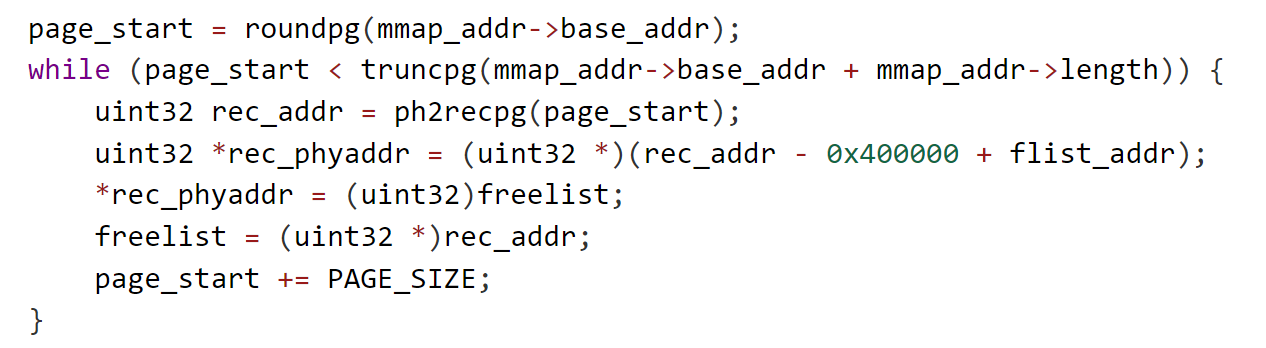 page_start = roundpg(mmap_addr->base_addr);
while (page_start < truncpg(mmap_addr->base_addr + mmap_addr->length)) {
    uint32 rec_addr = ph2recpg(page_start);
    uint32 *rec_phyaddr = (uint32 *)(rec_addr - 0x400000 + flist_addr);
    *rec_phyaddr = (uint32)freelist;
    freelist = (uint32 *)rec_addr;
    page_start += PAGE_SIZE;
}